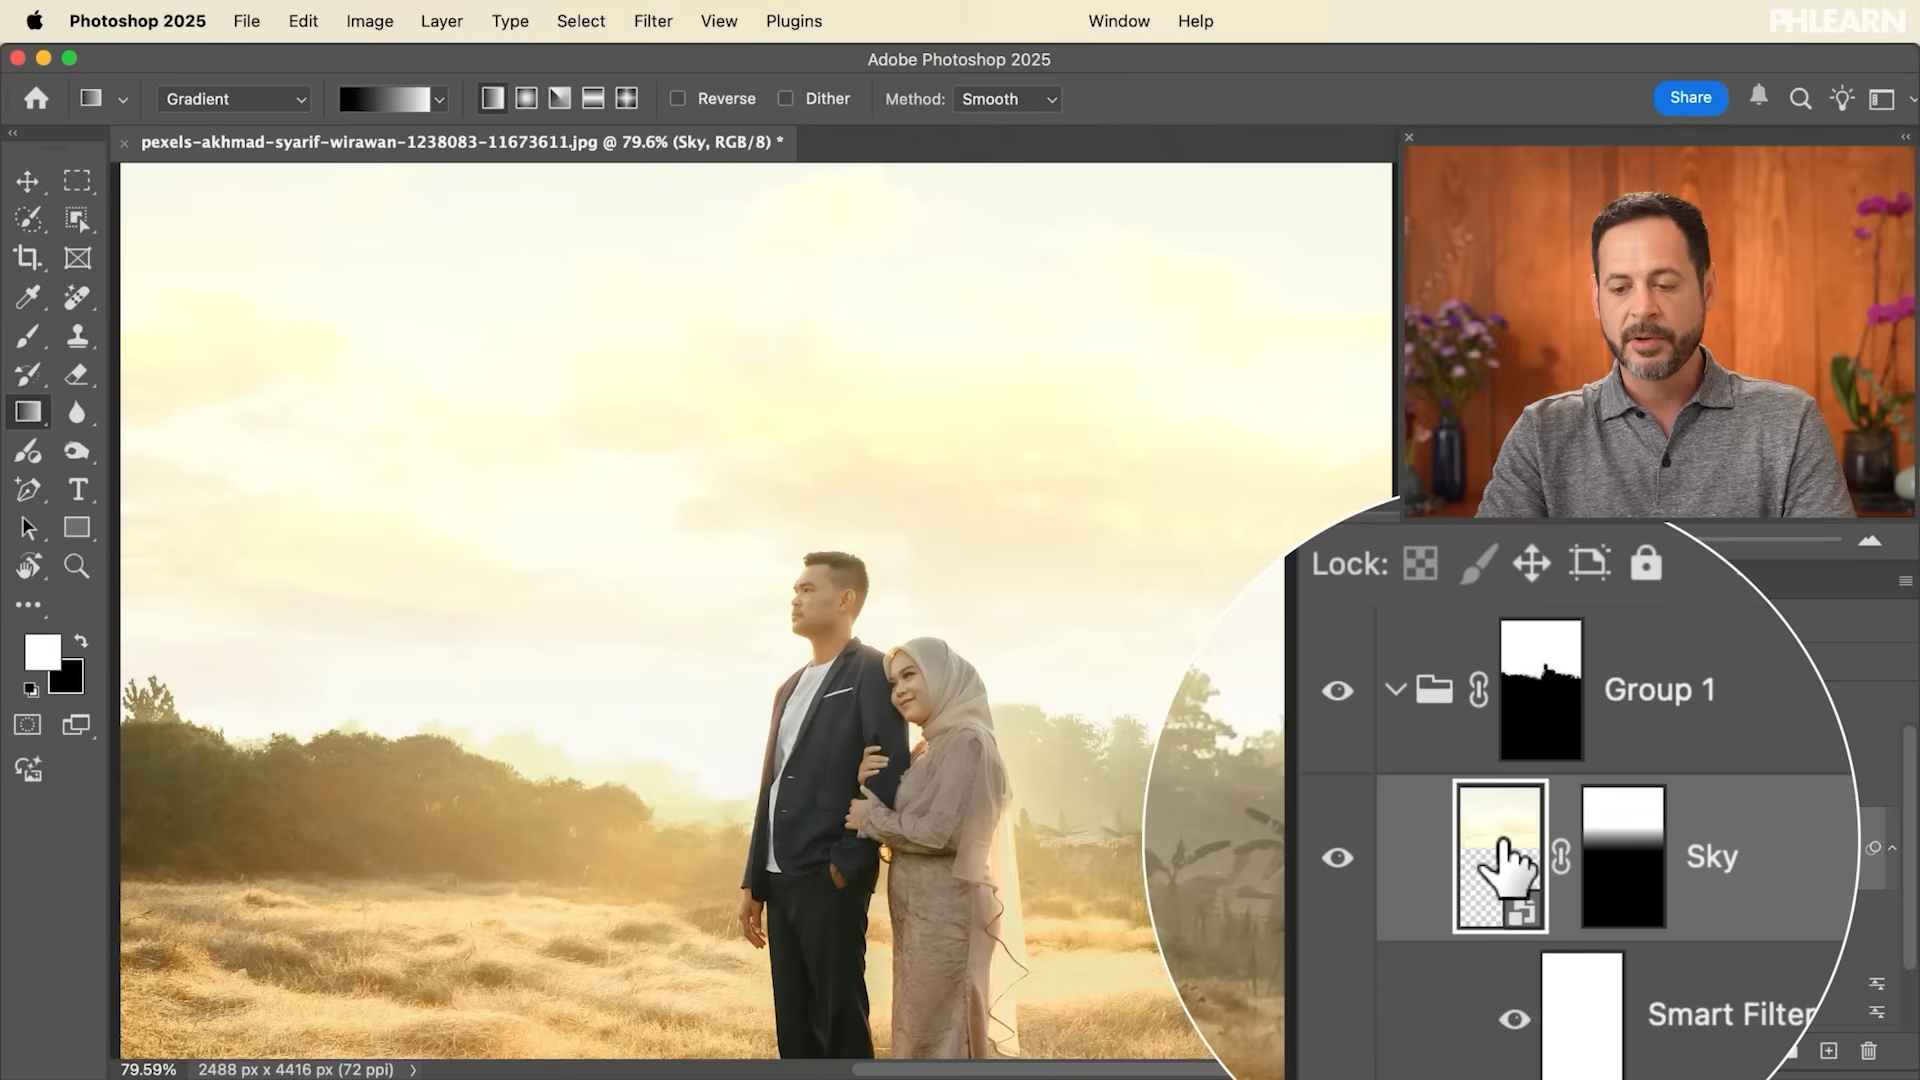 Photoshop 2025 File Edit Image Layer Type Select Filter View Plugins Window Help
PHLEARN
Adobe Photoshop 2025
Gradient Reverse Dither Method: Smooth Share
pexels-akhmad-syarif-wirawan-1238083-11673611.jpg @ 79.6% (Sky, RGB/8) *
Lock:
Group 1
Sky
Smart Filter
79.59% 2488 px x 4416 px (72 ppi)